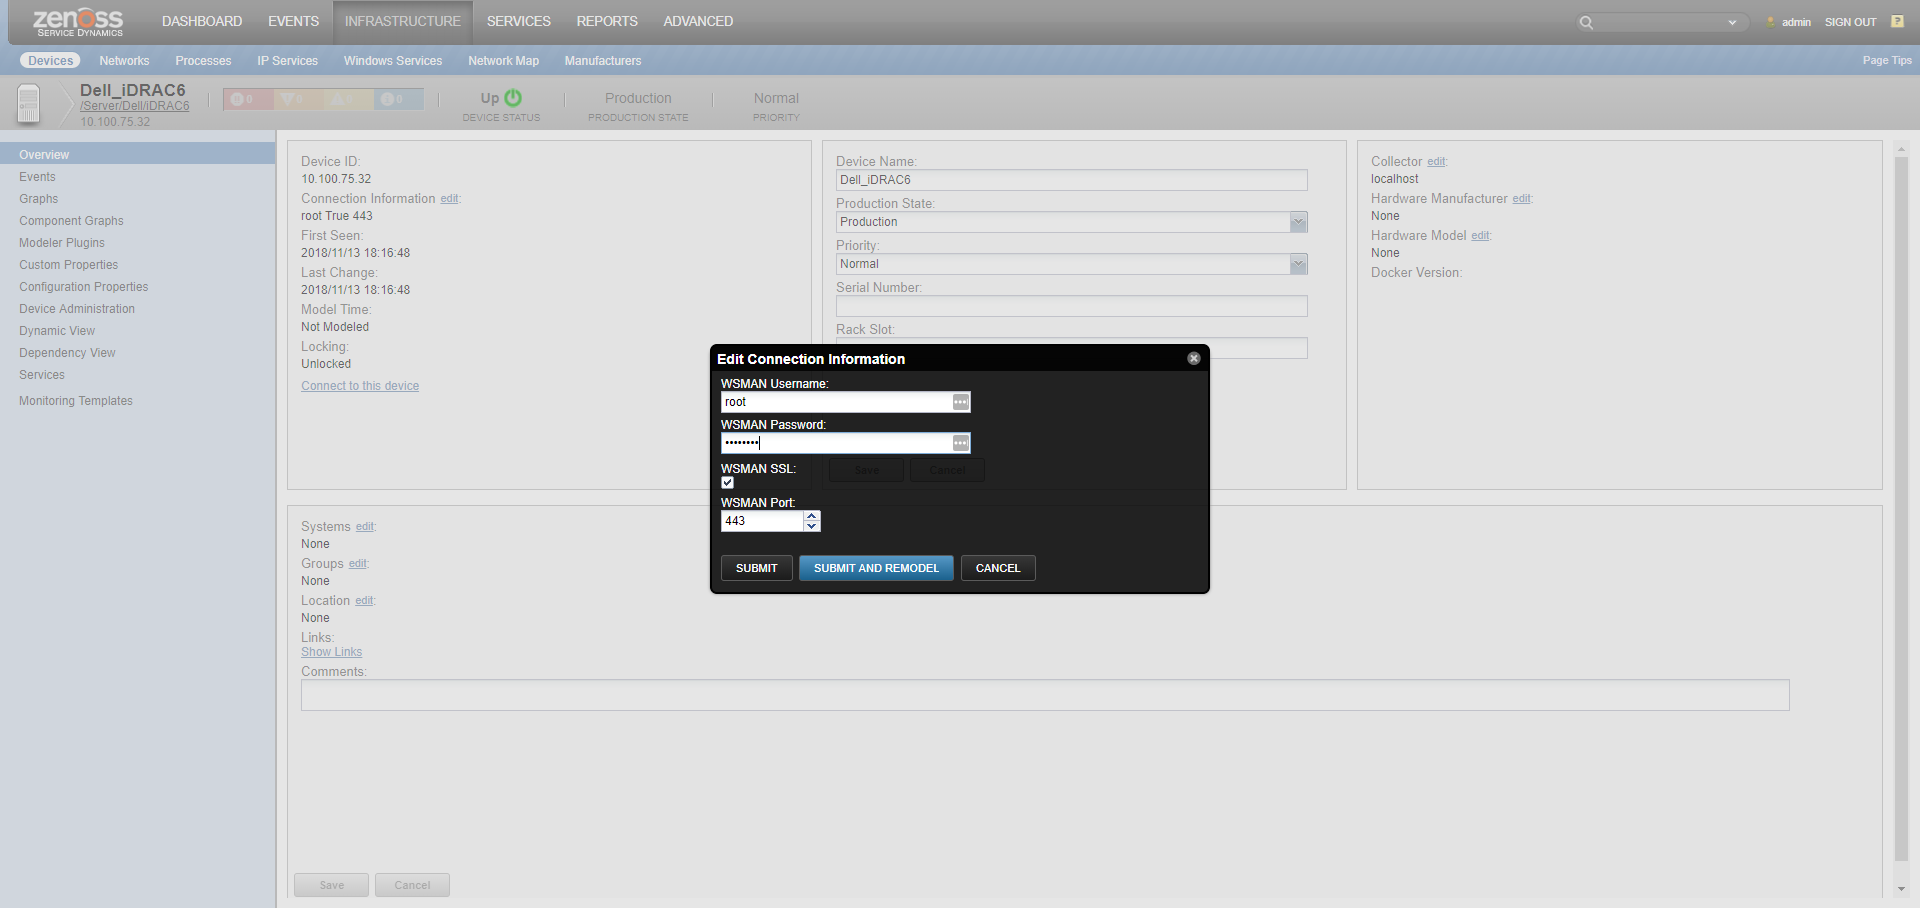 zenoss
SERVICE DYNAMICS
DASHBOARD EVENTS INFRASTRUCTURE SERVICES REPORTS ADVANCED
admin SIGN OUT ?
Devices Networks Processes IP Services Windows Services Network Map Manufacturers
Page Tips
Dell_iDRAC6
/Server/Dell/iDRAC6
10.100.75.32
0 0 0 0
Up
DEVICE STATUS
Production
PRODUCTION STATE
Normal
PRIORITY
Overview
Events
Graphs
Component Graphs
Modeler Plugins
Custom Properties
Configuration Properties
Device Administration
Dynamic View
Dependency View
Services
Monitoring Templates
Device ID:
10.100.75.32
Connection Information edit:
root True 443
First Seen:
2018/11/13 18:16:48
Last Change:
2018/11/13 18:16:48
Model Time:
Not Modeled
Locking:
Unlocked
Connect to this device
Device Name:
Dell_iDRAC6
Production State:
Production
Priority:
Normal
Serial Number:
Rack Slot:
Collector edit:
localhost
Hardware Manufacturer edit:
None
Hardware Model edit:
None
Docker Version:
Edit Connection Information
WSMAN Username:
root
WSMAN Password:
••••••••
WSMAN SSL:
Save Cancel
WSMAN Port:
443
SUBMIT SUBMIT AND REMODEL CANCEL
Systems edit:
None
Groups edit:
None
Location edit:
None
Links:
Show Links
Comments:
Save Cancel